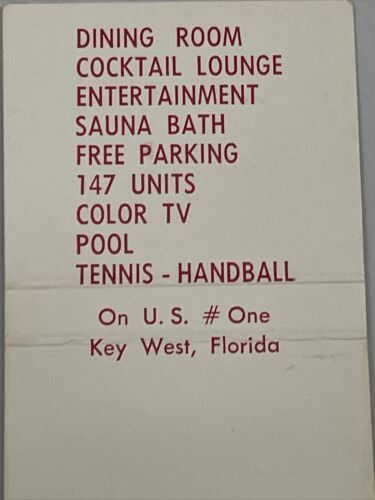 DINING ROOM
COCKTAIL LOUNGE
ENTERTAINMENT
SAUNA BATH
FREE PARKING
147 UNITS
COLOR TV
POOL
TENNIS - HANDBALL
On U. S. # One
Key West, Florida